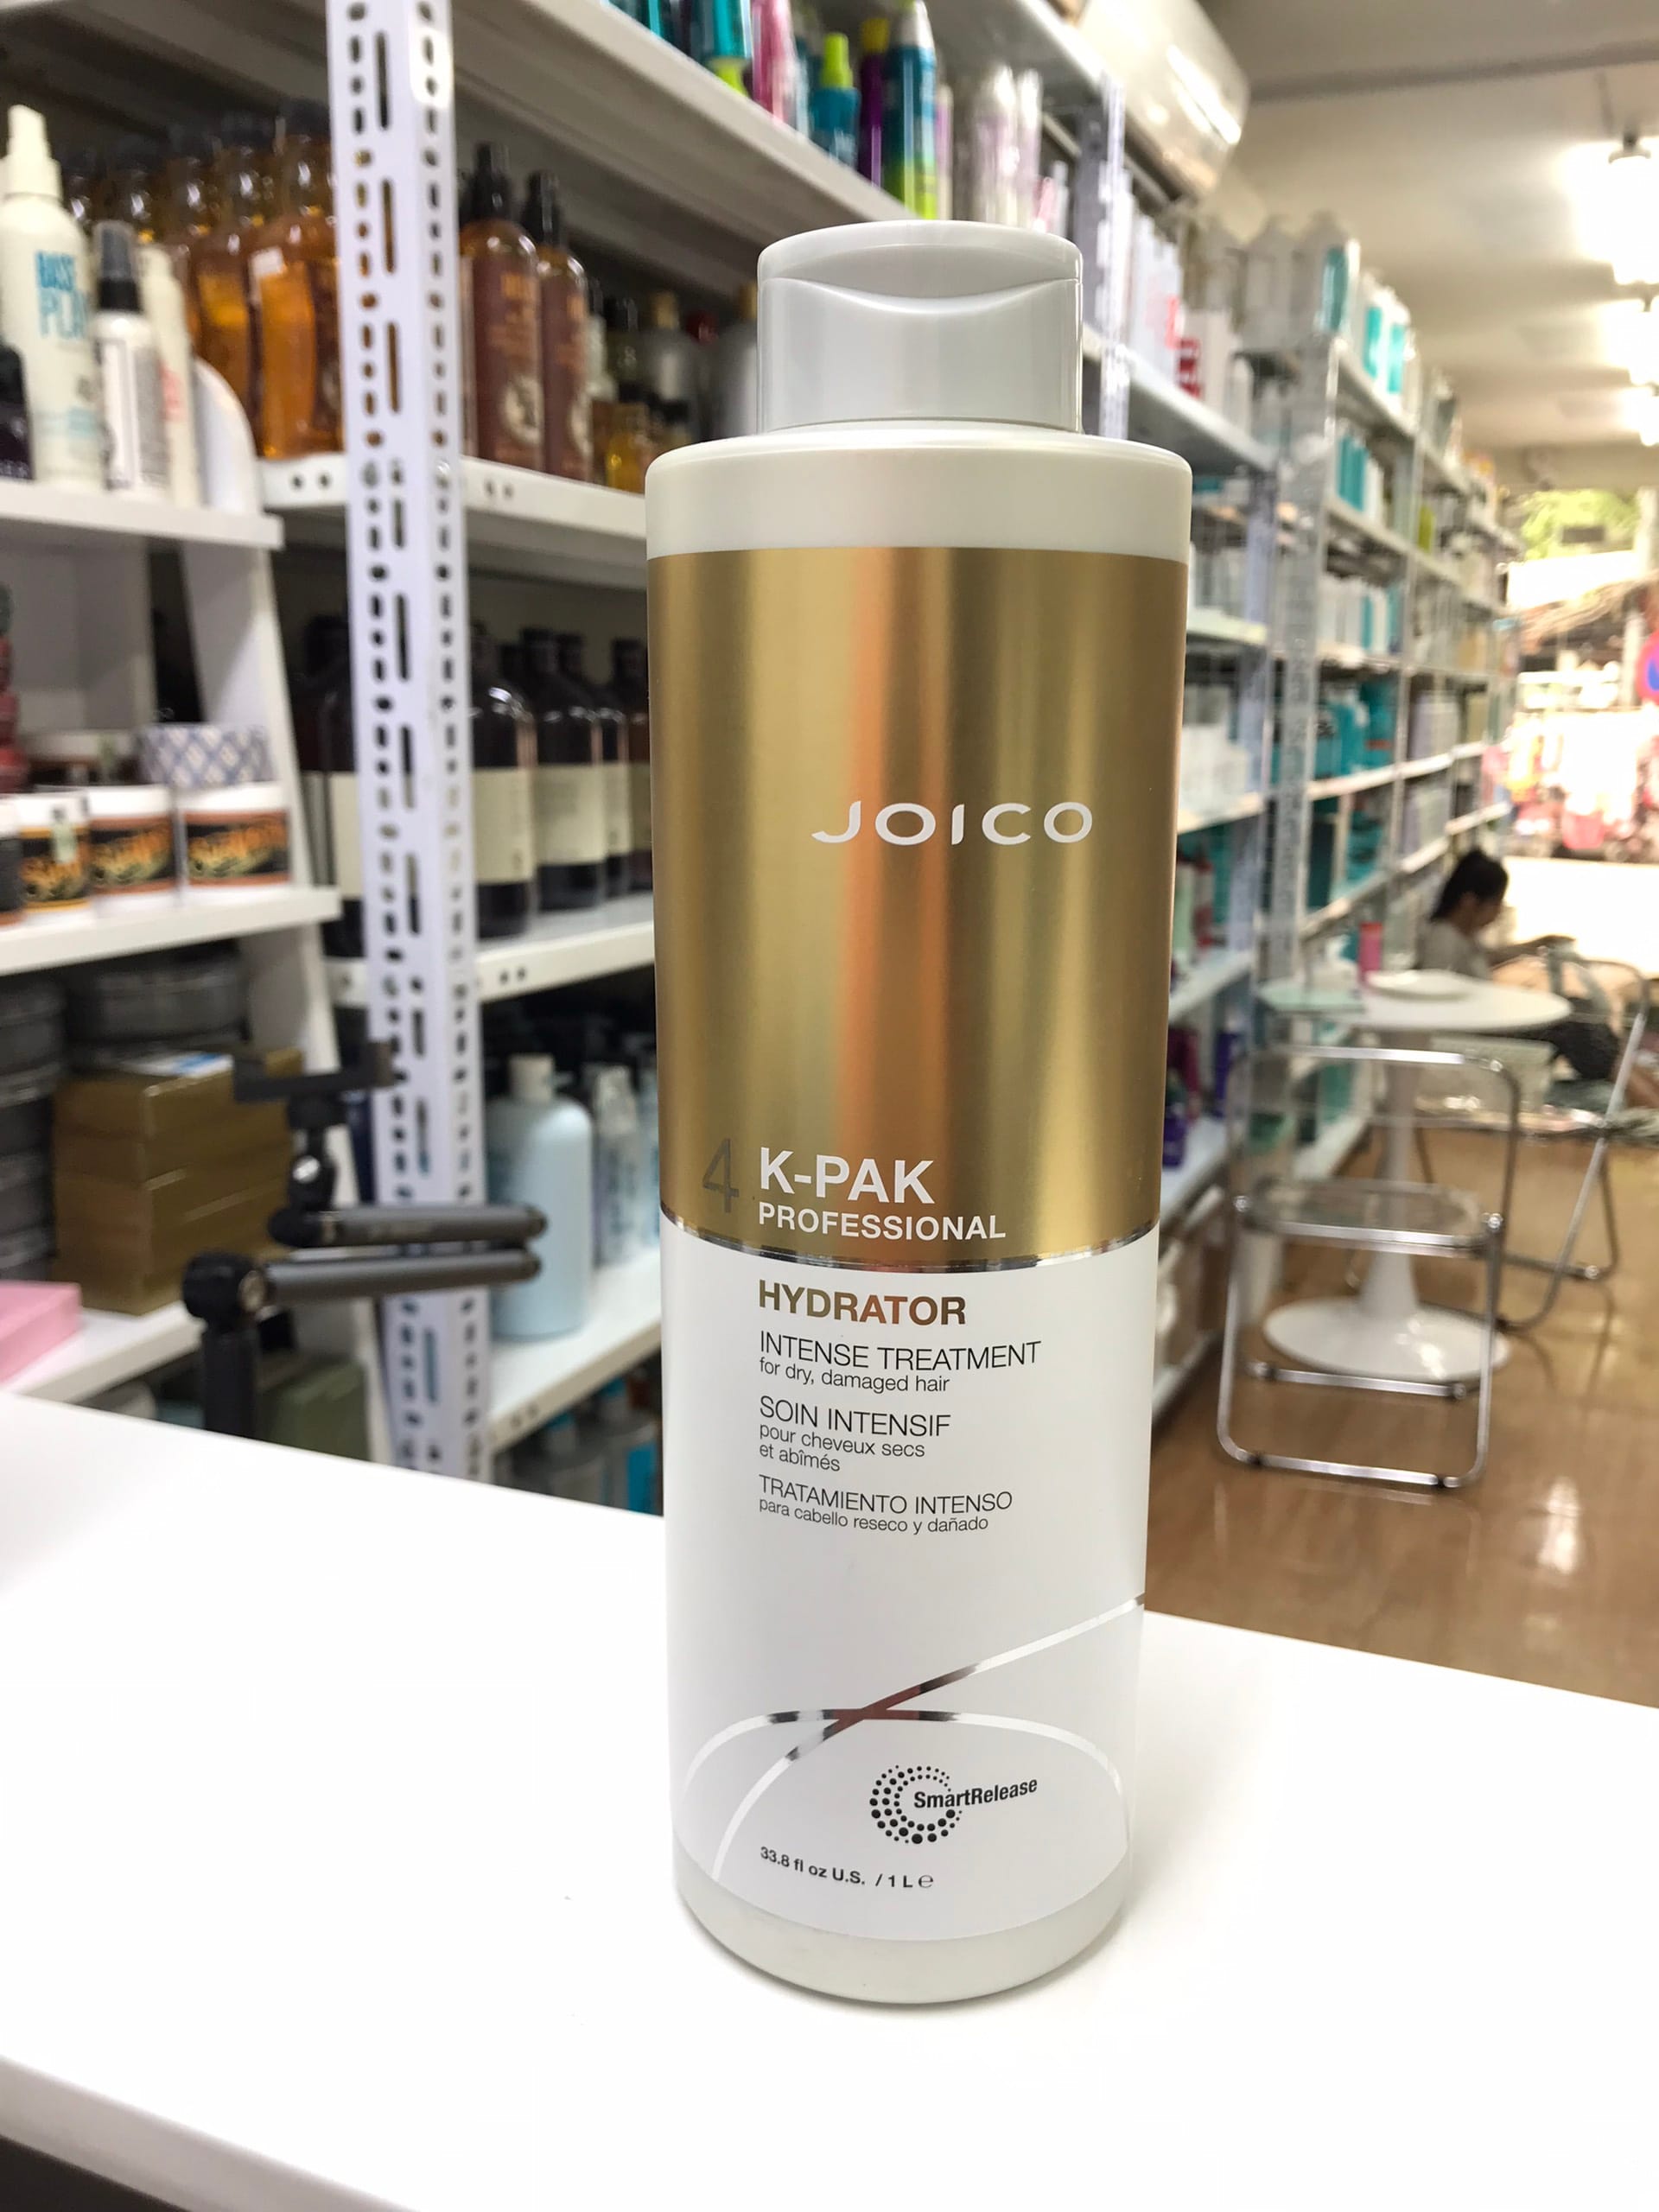 JOICO
4 K-PAK
PROFESSIONAL
HYDRATOR
INTENSE TREATMENT
for dry, damaged hair
SOIN INTENSIF
pour cheveux secs
et abîmés
TRATAMIENTO INTENSO
para cabello reseco y dañado
SmartRelease
33.8 fl oz U.S. / 1 L ℮
BASE